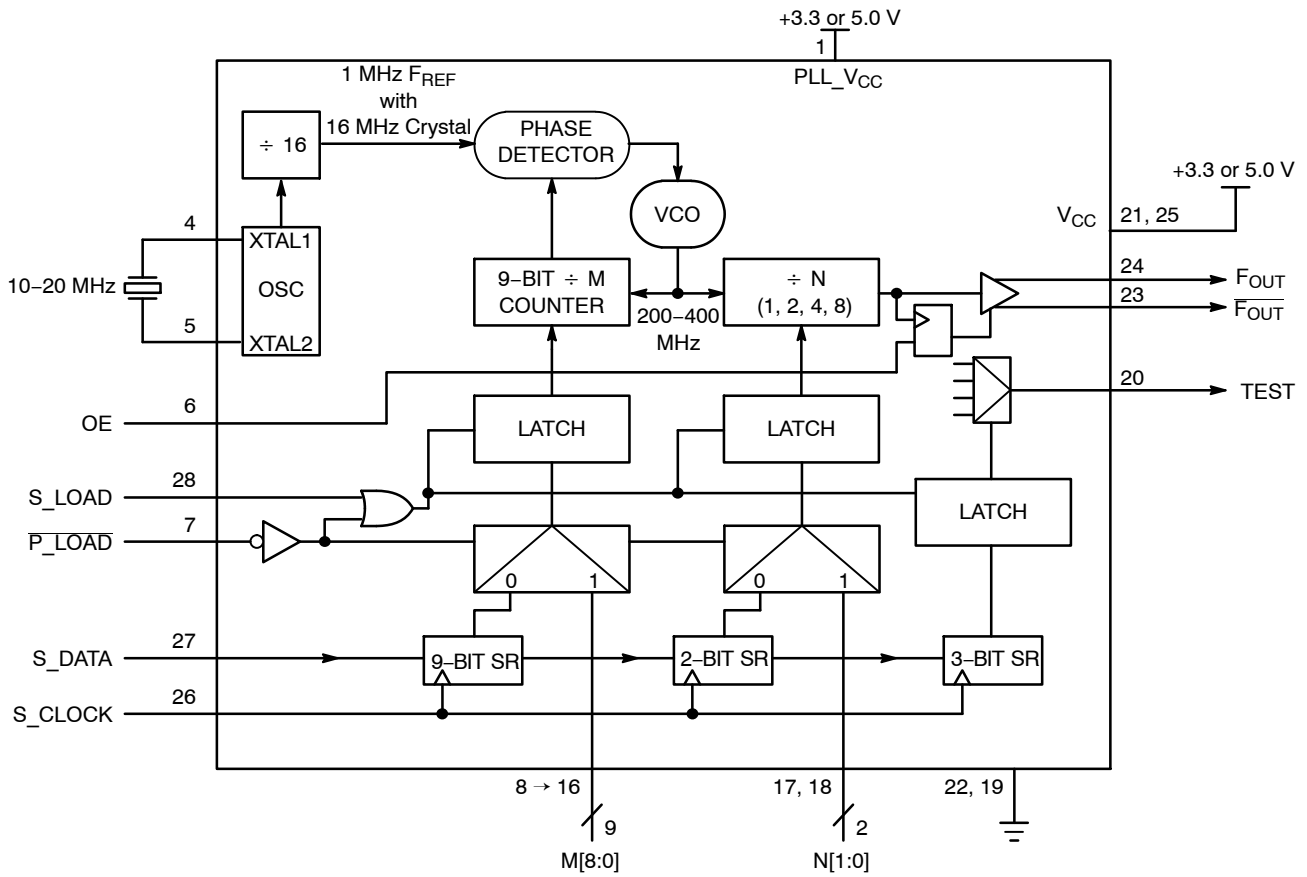 +3.3 or 5.0 V
1
PLL_VCC
1 MHz FREF
with
16 MHz Crystal
÷ 16
PHASE
DETECTOR
VCO
+3.3 or 5.0 V
VCC
21, 25
4
XTAL1
10–20 MHz
OSC
5
XTAL2
9–BIT ÷ M
COUNTER
200–400
MHz
÷ N
(1, 2, 4, 8)
24
FOUT
23
FOUT
20
TEST
6
OE
LATCH
LATCH
28
S_LOAD
LATCH
7
P_LOAD
0 1
0 1
27
S_DATA
9–BIT SR
2–BIT SR
3–BIT SR
26
S_CLOCK
8 → 16
17, 18
22, 19
9
2
M[8:0]
N[1:0]